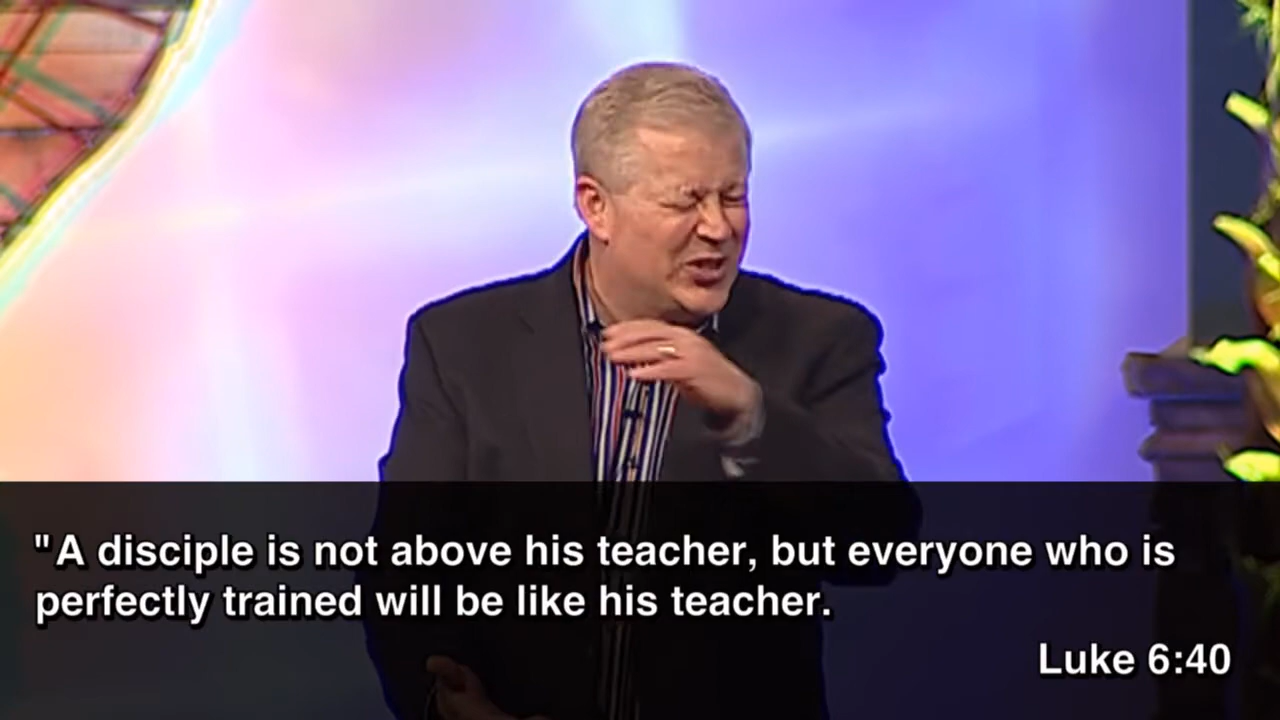 "A disciple is not above his teacher, but everyone who is
perfectly trained will be like his teacher.
Luke 6:40